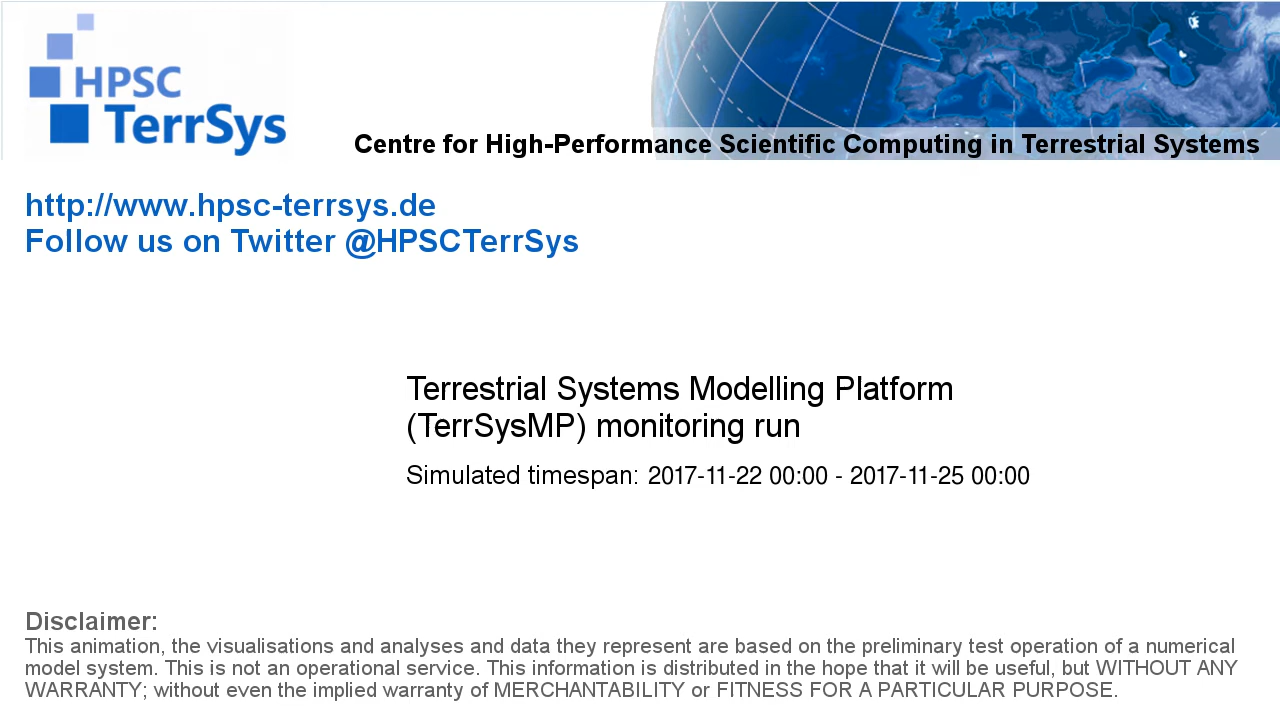 HPSC
TerrSys
Centre for High-Performance Scientific Computing in Terrestrial Systems
http://www.hpsc-terrsys.de
Follow us on Twitter @HPSCTerrSys
Terrestrial Systems Modelling Platform
(TerrSysMP) monitoring run
Simulated timespan: 2017-11-22 00:00 - 2017-11-25 00:00
Disclaimer:
This animation, the visualisations and analyses and data they represent are based on the preliminary test operation of a numerical
model system. This is not an operational service. This information is distributed in the hope that it will be useful, but WITHOUT ANY
WARRANTY; without even the implied warranty of MERCHANTABILITY or FITNESS FOR A PARTICULAR PURPOSE.